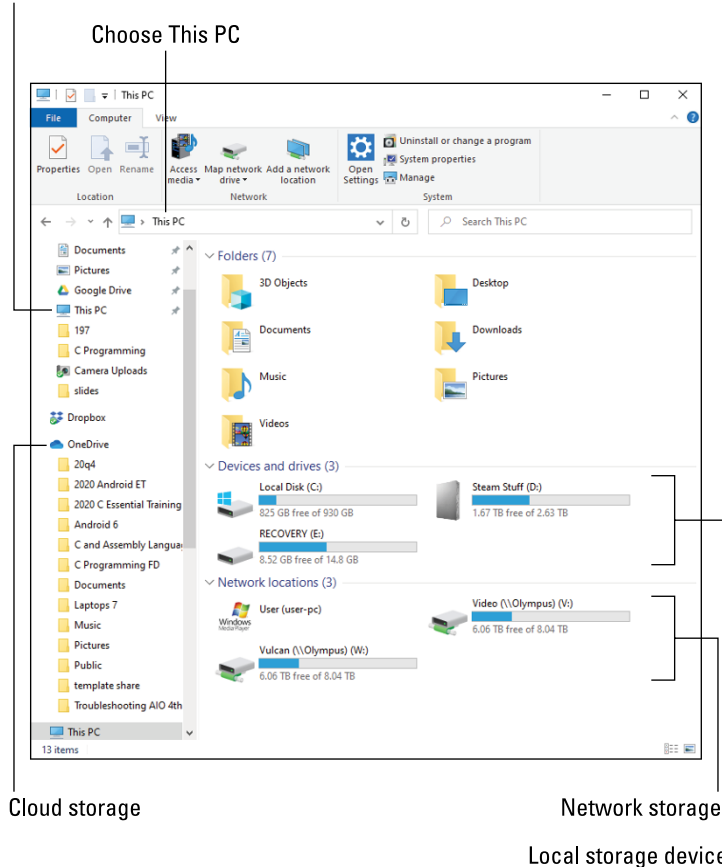 Choose This PC
This PC
File Computer View
Properties Open Rename Access media Map network drive Add a network location Open Settings Uninstall or change a program
System properties
Manage
Location Network System
This PC Search This PC
Documents
Pictures
Google Drive
This PC
197
C Programming
Camera Uploads
slides
Dropbox
OneDrive
20q4
2020 Android ET
2020 C Essential Training
Android 6
C and Assembly Langua
C Programming FD
Documents
Laptops 7
Music
Pictures
Public
template share
Troubleshooting AIO 4th
This PC
13 items
Folders (7)
3D Objects
Desktop
Documents
Downloads
Music
Pictures
Videos
Devices and drives (3)
Local Disk (C:)
825 GB free of 930 GB
Steam Stuff (D:)
1.67 TB free of 2.63 TB
RECOVERY (E:)
8.52 GB free of 14.8 GB
Network locations (3)
Windows
Media Player
User (user-pc)
Video (\\Olympus) (V:)
6.06 TB free of 8.04 TB
Vulcan (\\Olympus) (W:)
6.06 TB free of 8.04 TB
Cloud storage
Network storage
Local storage device